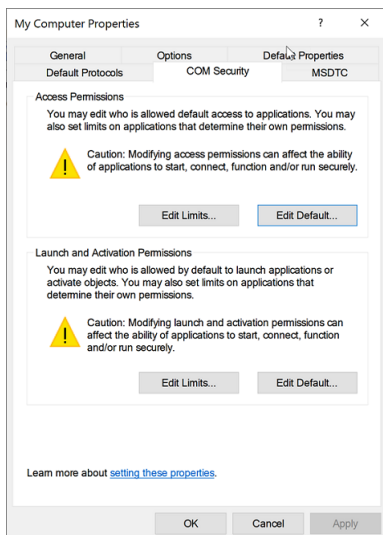 My Computer Properties ? ×
General Options Default Properties
Default Protocols COM Security MSDTC
Access Permissions
You may edit who is allowed default access to applications. You may
also set limits on applications that determine their own permissions.
Caution: Modifying access permissions can affect the ability
of applications to start, connect, function and/or run securely.
Edit Limits... Edit Default...
Launch and Activation Permissions
You may edit who is allowed by default to launch applications or
activate objects. You may also set limits on applications that
determine their own permissions.
Caution: Modifying launch and activation permissions can
affect the ability of applications to start, connect, function
and/or run securely.
Edit Limits... Edit Default...
Learn more about setting these properties.
OK Cancel Apply